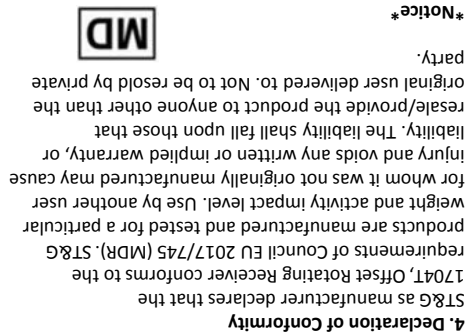 4. Declaration of Conformity
ST&G as manufacturer declares that the
1704T, Offset Rotating Receiver conforms to the
requirements of Council EU 2017/745 (MDR). ST&G
products are manufactured and tested for a particular
weight and activity impact level. Use by another user
for whom it was not originally manufactured may cause
injury and voids any written or implied warranty, or
liability. The liability shall fall upon those that
resale/provide the product to anyone other than the
original user delivered to. Not to be resold by private
party.
MD
*Notice*